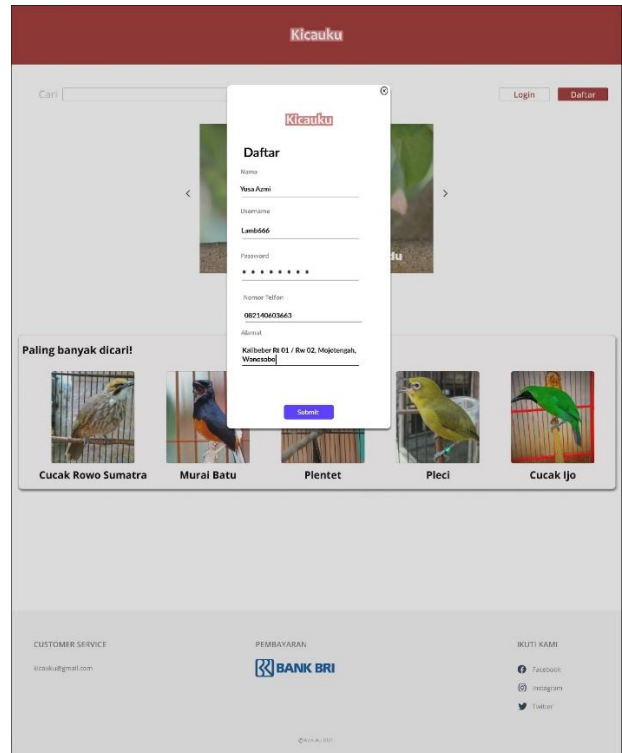 Kicauku
Cari
Login
Daftar
Kicauku
Daftar
Nama
Yusa Azmi
Username
Lamb666
Password
Nomor Telfon
082140603663
Alamat
Kalibeber Rt 01 / Rw 02, Mojotengah,
Wonosobo
Submit
du
Paling banyak dicari!
Cucak Rowo Sumatra
Murai Batu
Plentet
Pleci
Cucak Ijo
CUSTOMER SERVICE
PEMBAYARAN
IKUTI KAMI
kicauku@gmail.com
BANK BRI
Facebook
Instagram
Twitter